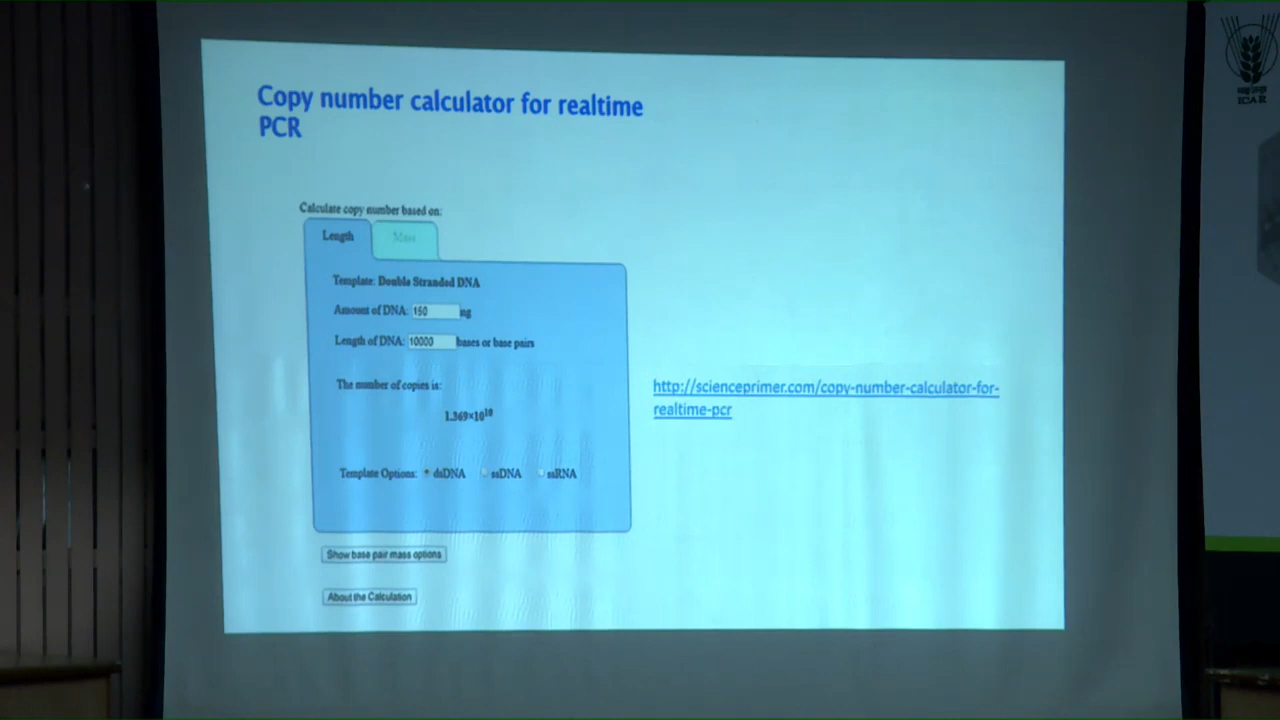 Copy number calculator for realtime
PCR
Calculate copy number based on:
Length
Mass
Template: Double Stranded DNA
Amount of DNA: 150 ng
Length of DNA: 10000 bases or base pairs
The number of copies is:
1.369×10¹⁰
Template Options: dsDNA ssDNA ssRNA
Show base pair mass options
About the Calculation
http://scienceprimer.com/copy-number-calculator-for-
realtime-pcr
ICAR